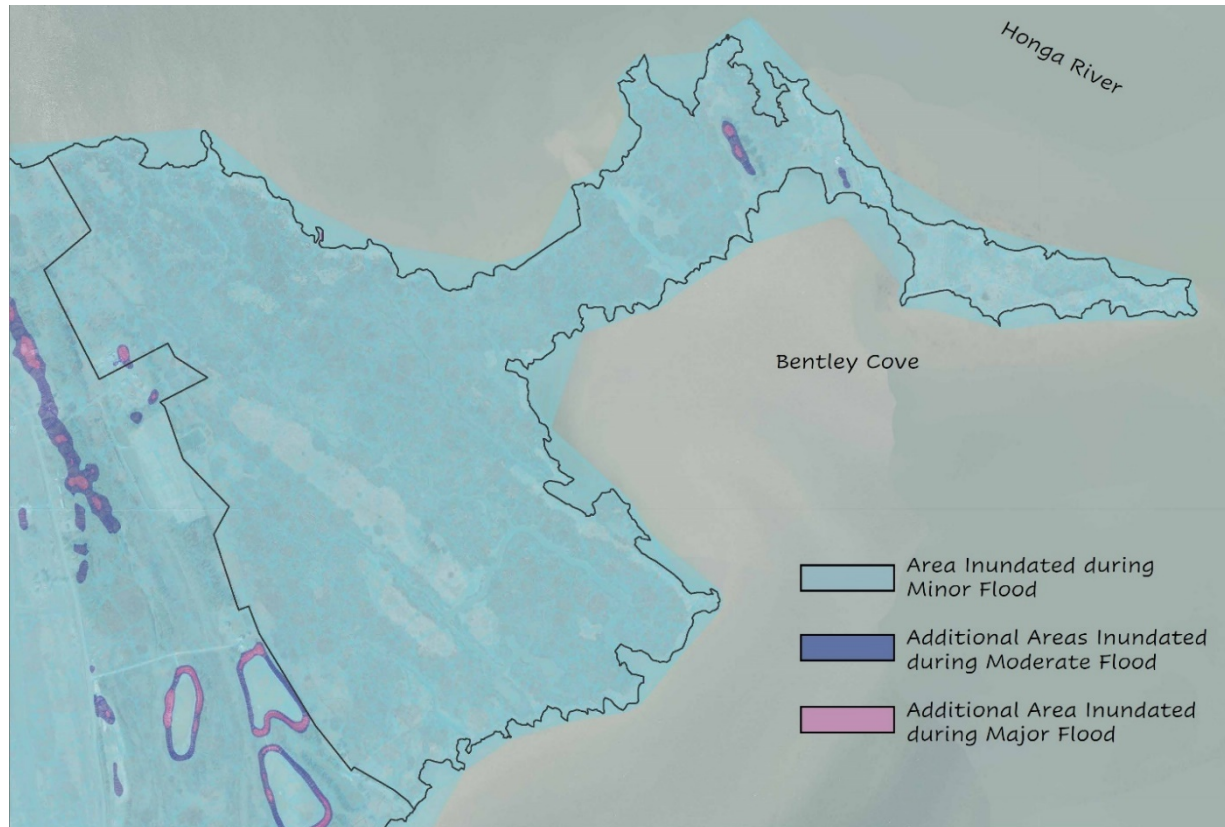 Honga River
Bentley Cove
Area Inundated during
Minor Flood
Additional Areas Inundated
during Moderate Flood
Additional Area Inundated
during Major Flood